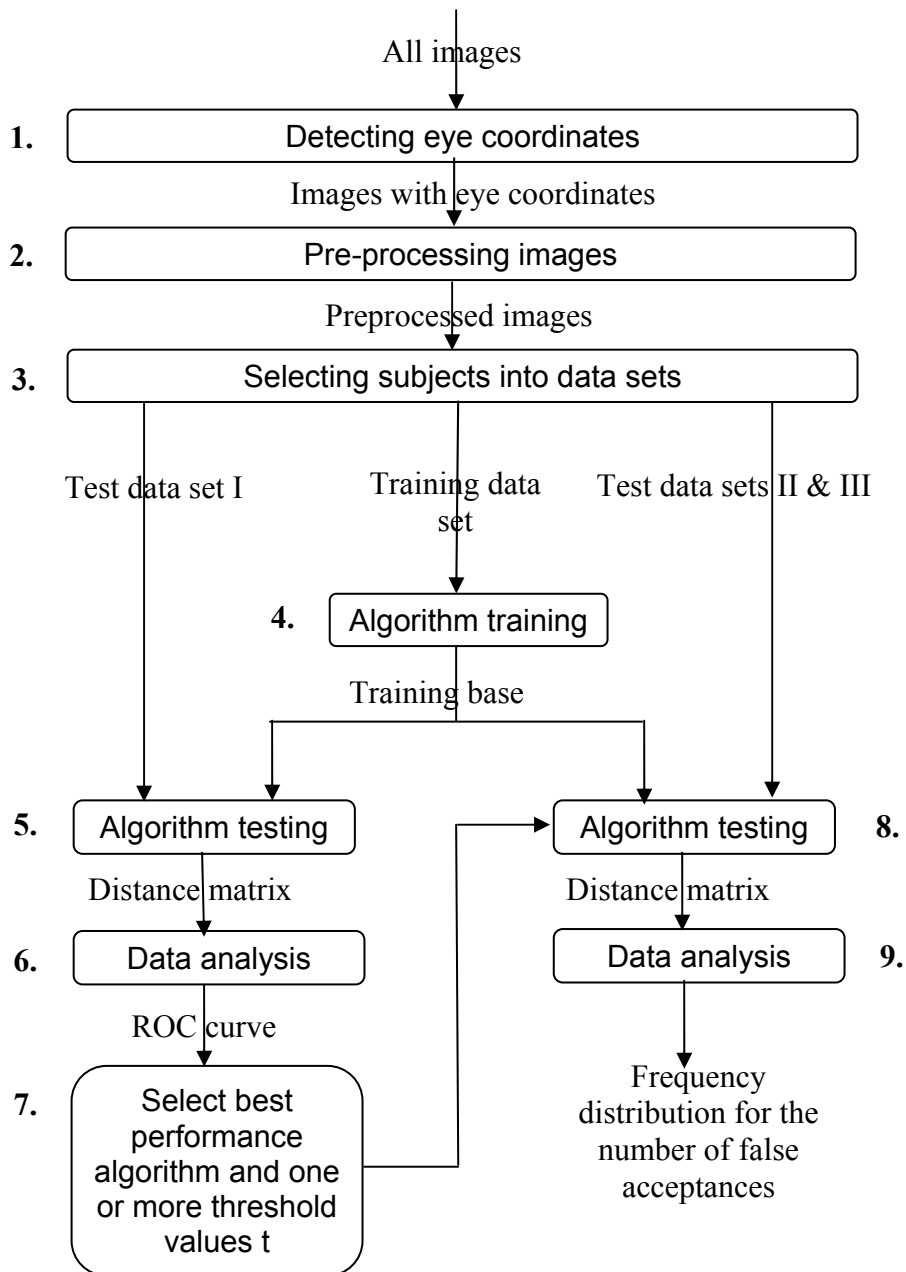 All images
1.
Detecting eye coordinates
Images with eye coordinates
2.
Pre-processing images
Preprocessed images
3.
Selecting subjects into data sets
Test data set I
Training data
set
Test data sets II & III
4.
Algorithm training
Training base
5.
Algorithm testing
Algorithm testing
8.
Distance matrix
Distance matrix
6.
Data analysis
Data analysis
9.
ROC curve
7.
Select best
performance
algorithm and one
or more threshold
values t
Frequency
distribution for the
number of false
acceptances